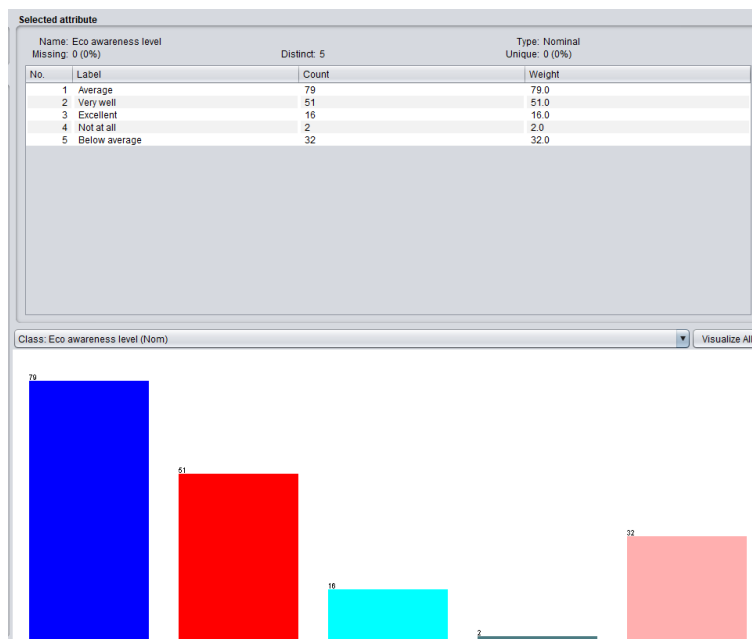 Selected attribute
Name: Eco awareness level Type: Nominal
Missing: 0 (0%) Distinct: 5 Unique: 0 (0%)
No. Label Count Weight
1 Average 79 79.0
2 Very well 51 51.0
3 Excellent 16 16.0
4 Not at all 2 2.0
5 Below average 32 32.0
Class: Eco awareness level (Nom) Visualize All
79
51
16
2
32